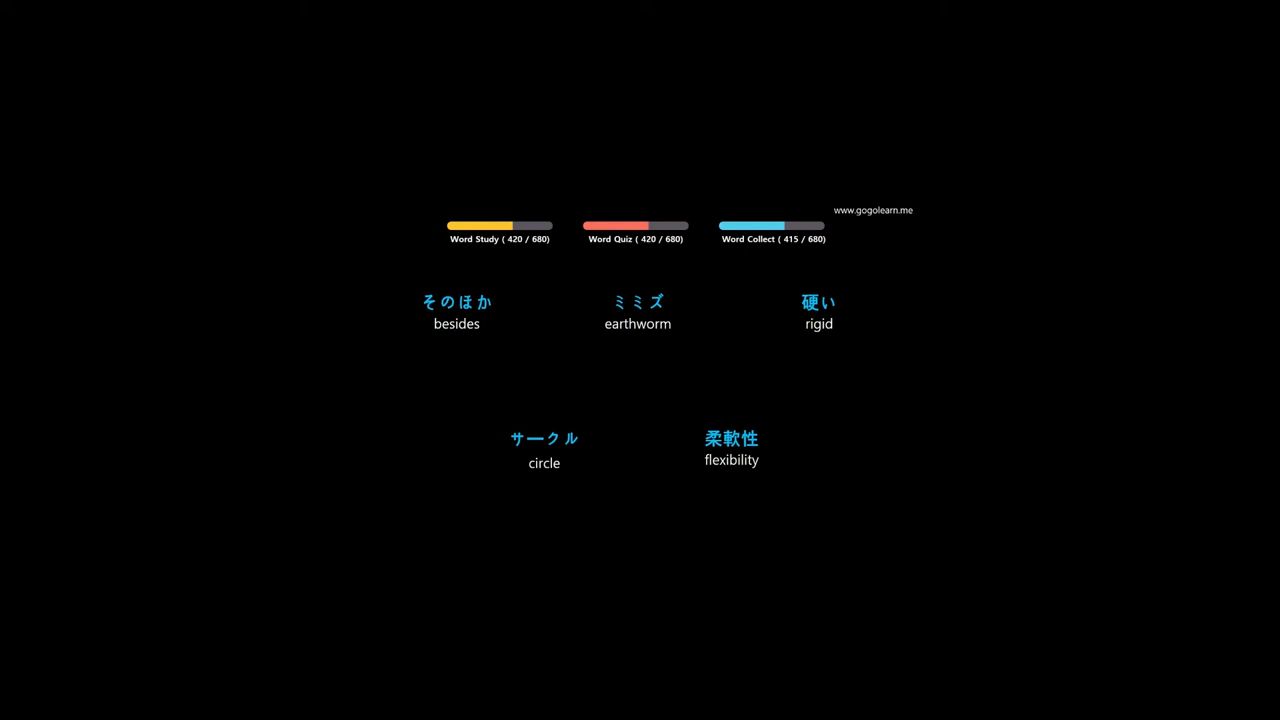 www.gogolearn.me
Word Study ( 420 / 680)
Word Quiz ( 420 / 680)
Word Collect ( 415 / 680)
そのほか
besides
ミミズ
earthworm
硬い
rigid
サークル
circle
柔軟性
flexibility